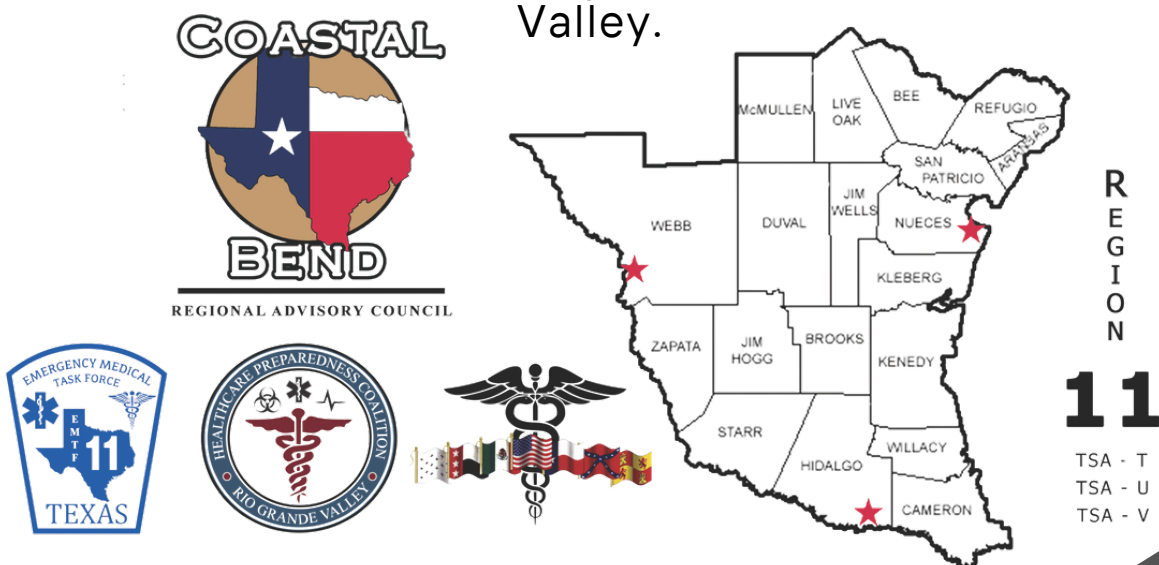 Valley.
COASTAL
BEND
REGIONAL ADVISORY COUNCIL
EMERGENCY MEDICAL
TASK FORCE
EMTF
11
TEXAS
HEALTHCARE PREPAREDNESS COALITION
RIO GRANDE VALLEY
McMULLEN
LIVE
OAK
BEE
REFUGIO
ARANSAS
SAN
PATRICIO
WEBB
DUVAL
JIM
WELLS
NUECES
KLEBERG
ZAPATA
JIM
HOGG
BROOKS
KENEDY
STARR
HIDALGO
WILLACY
CAMERON
REGION
11
TSA - T
TSA - U
TSA - V